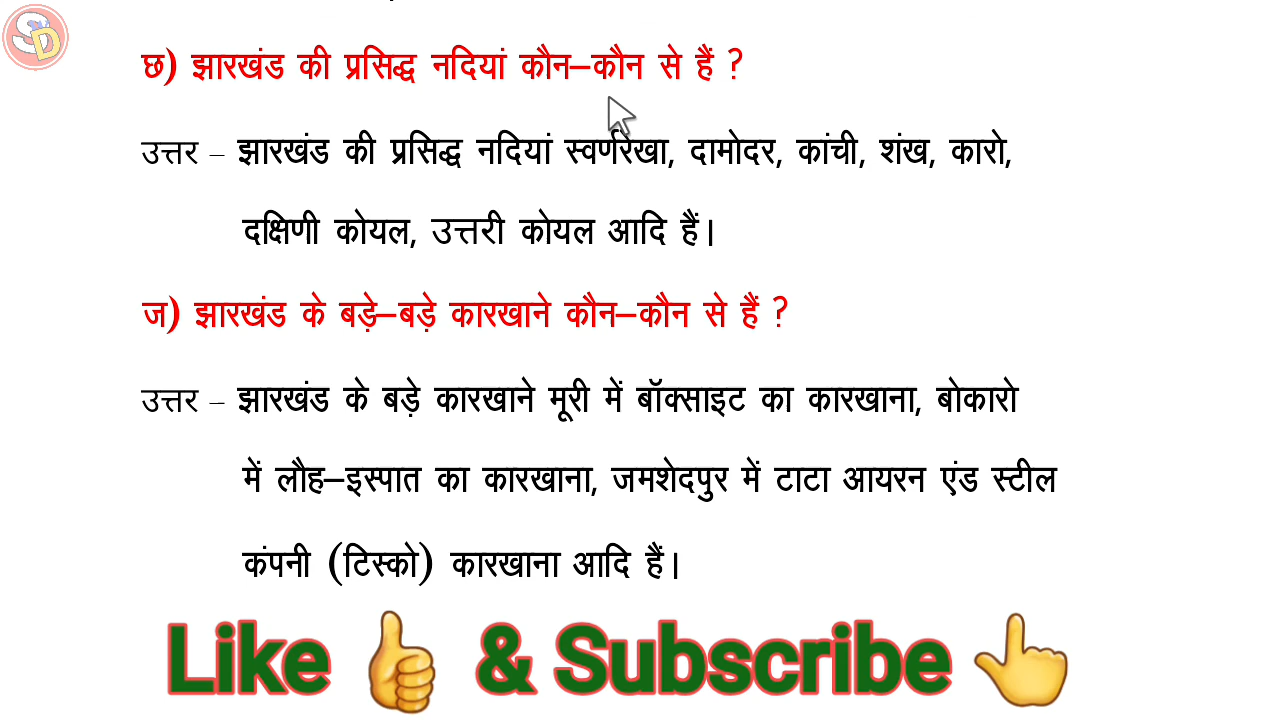 SD
छ) झारखंड की प्रसिद्ध नदियां कौन–कौन से हैं ?
उत्तर – झारखंड की प्रसिद्ध नदियां स्वर्णरेखा, दामोदर, कांची, शंख, कारो,
दक्षिणी कोयल, उत्तरी कोयल आदि हैं।
ज) झारखंड के बड़े–बड़े कारखाने कौन–कौन से हैं ?
उत्तर – झारखंड के बड़े कारखाने मूरी में बॉक्साइट का कारखाना, बोकारो
में लौह–इस्पात का कारखाना, जमशेदपुर में टाटा आयरन एंड स्टील
कंपनी (टिस्को) कारखाना आदि हैं।
Like 👍 & Subscribe 👆